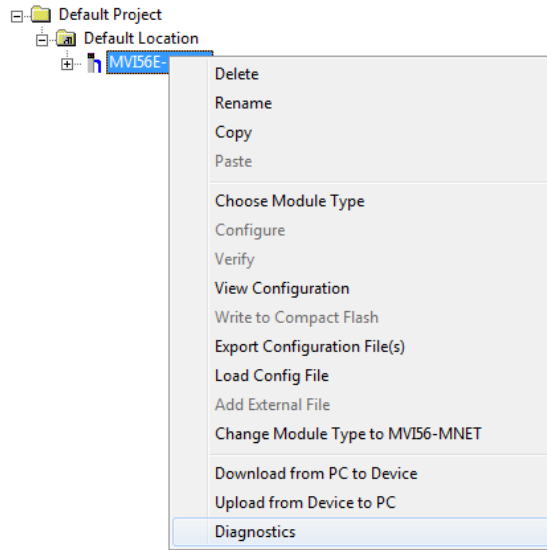 Default Project
Default Location
MVI56E-
Delete
Rename
Copy
Paste
Choose Module Type
Configure
Verify
View Configuration
Write to Compact Flash
Export Configuration File(s)
Load Config File
Add External File
Change Module Type to MVI56-MNET
Download from PC to Device
Upload from Device to PC
Diagnostics